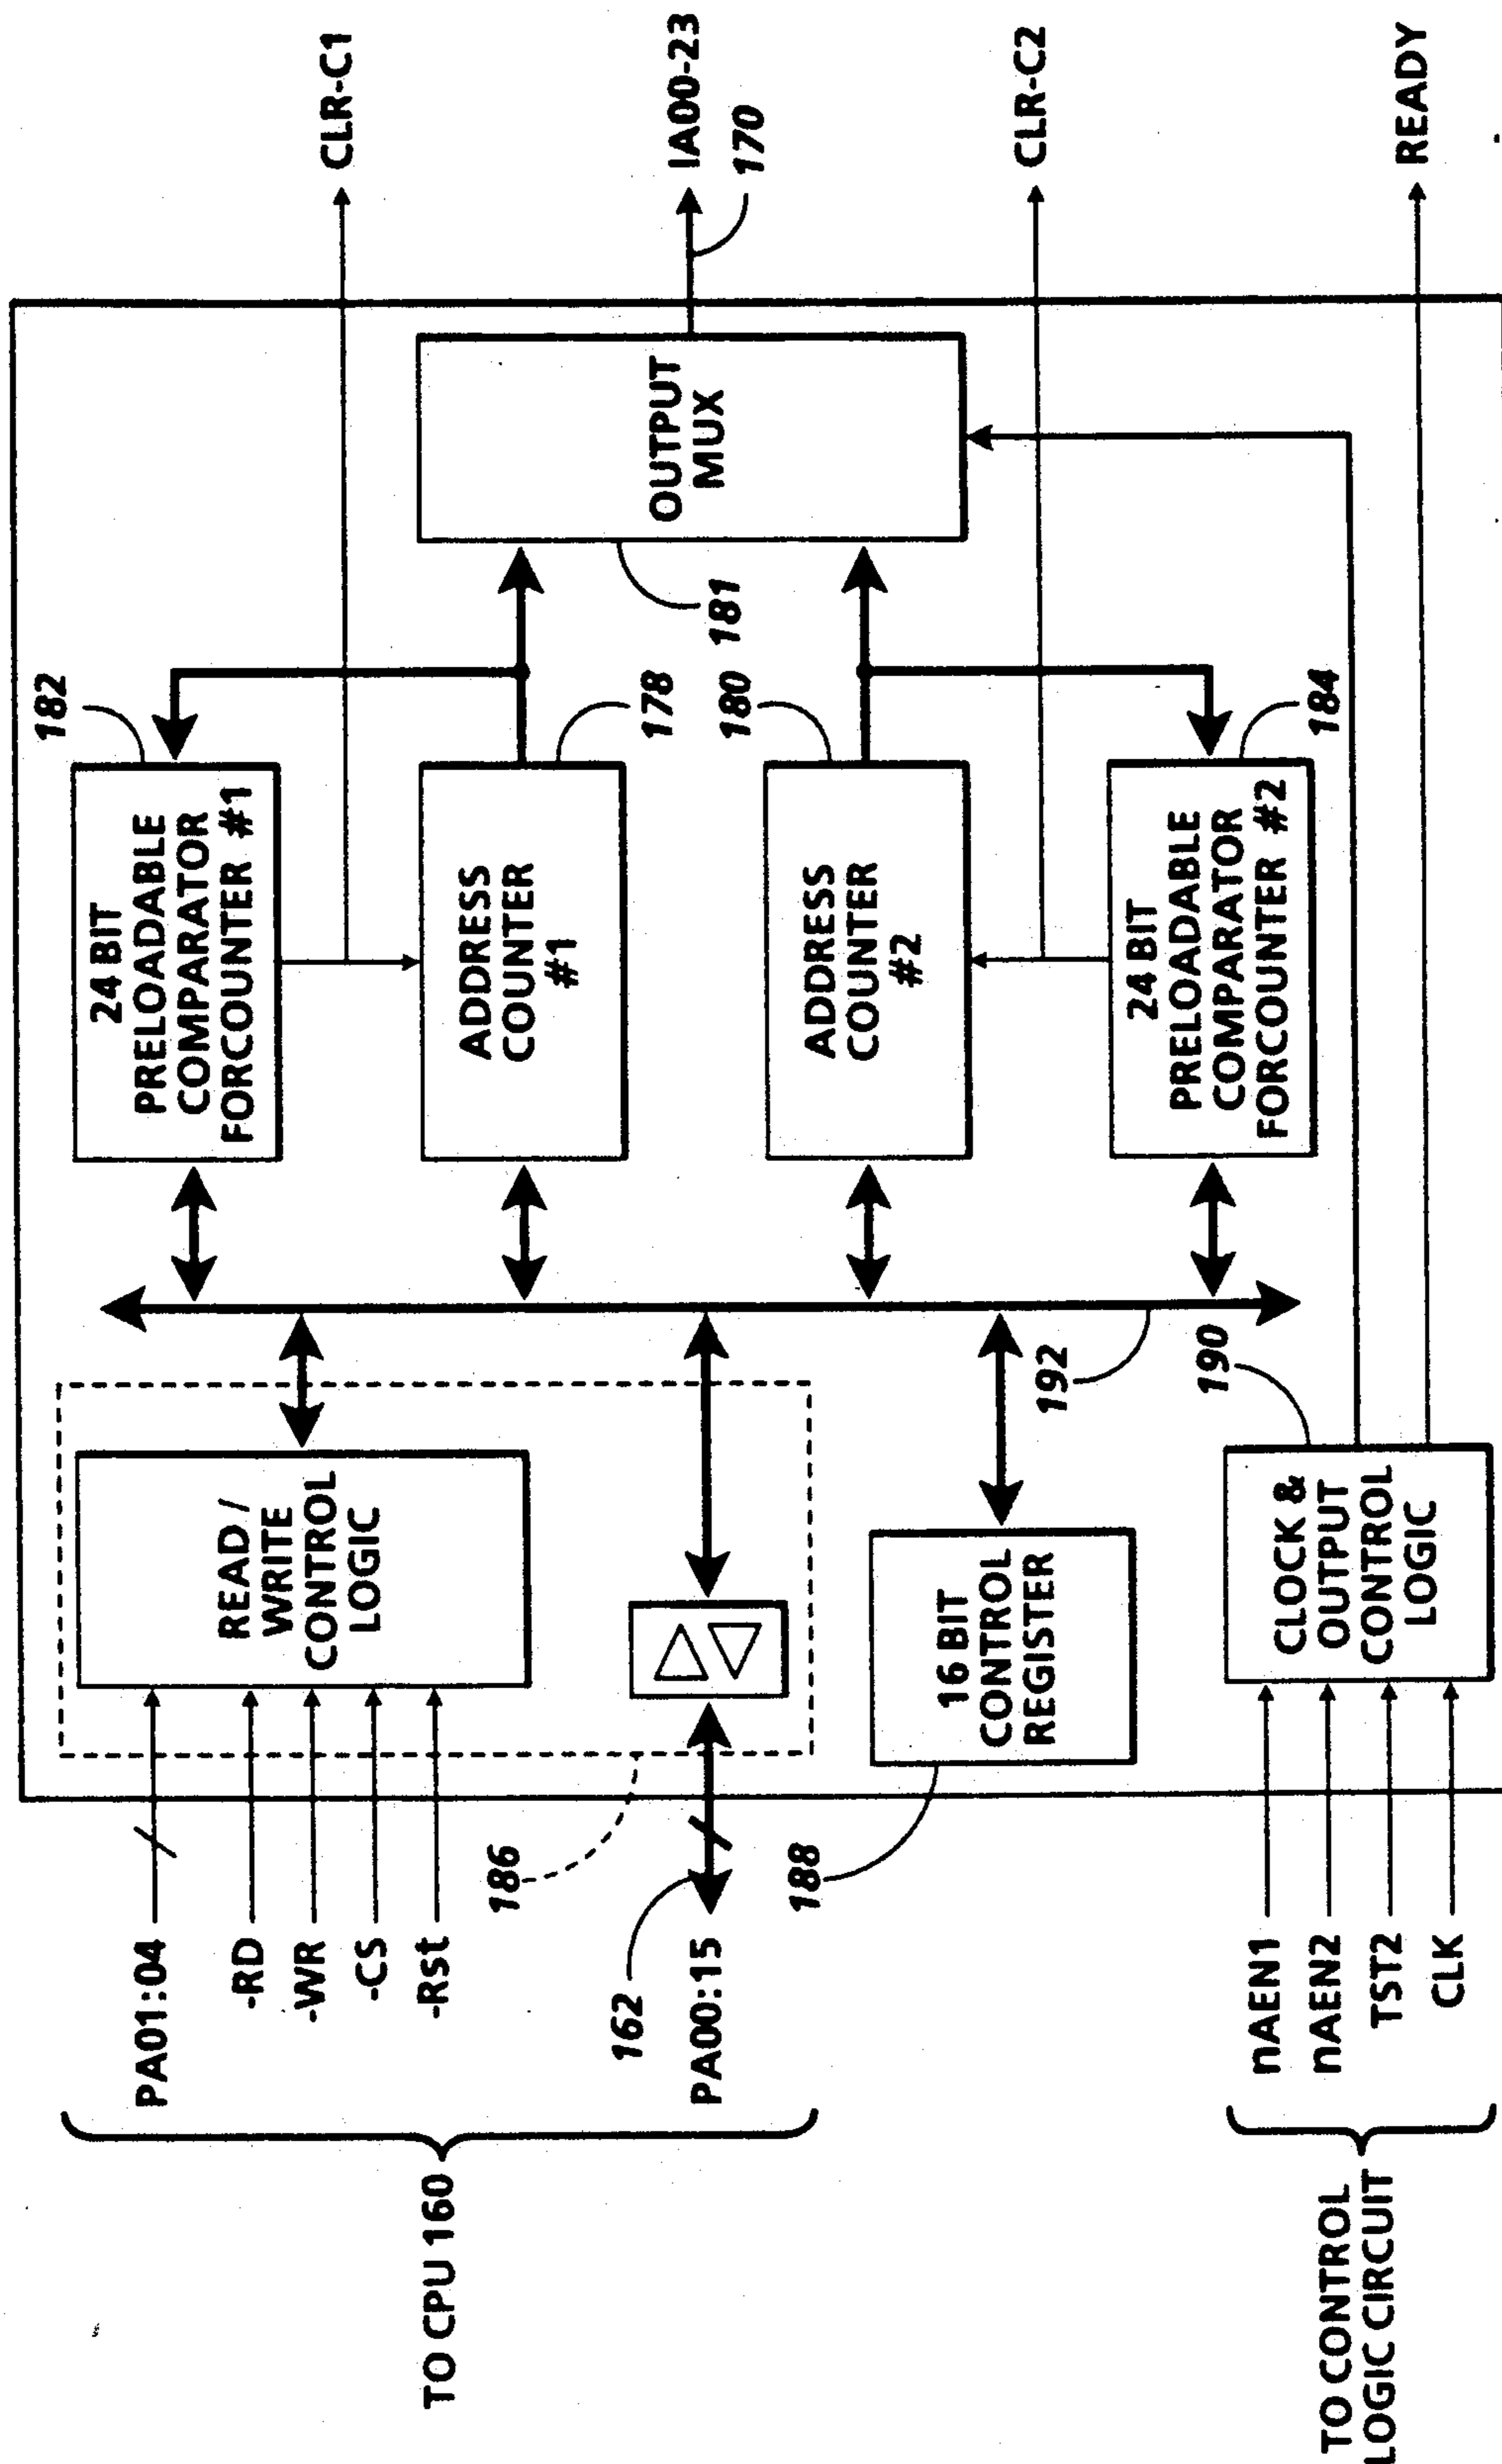 TO CPU 160
PA01:04
-RD
-WR
-CS
-Rst
162
PA00:15
186
188
READ /
WRITE
CONTROL
LOGIC
16 BIT
CONTROL
REGISTER
192
190
182
24 BIT
PRELOADABLE
COMPARATOR
FORCOUNTER #1
178
ADDRESS
COUNTER
#1
180
ADDRESS
COUNTER
#2
184
24 BIT
PRELOADABLE
COMPARATOR
FORCOUNTER #2
181
OUTPUT
MUX
CLR-C1
IA00-23
170
CLR-C2
READY
TO CONTROL
LOGIC CIRCUIT
nAEN1
nAEN2
TST2
CLK
CLOCK &
OUTPUT
CONTROL
LOGIC